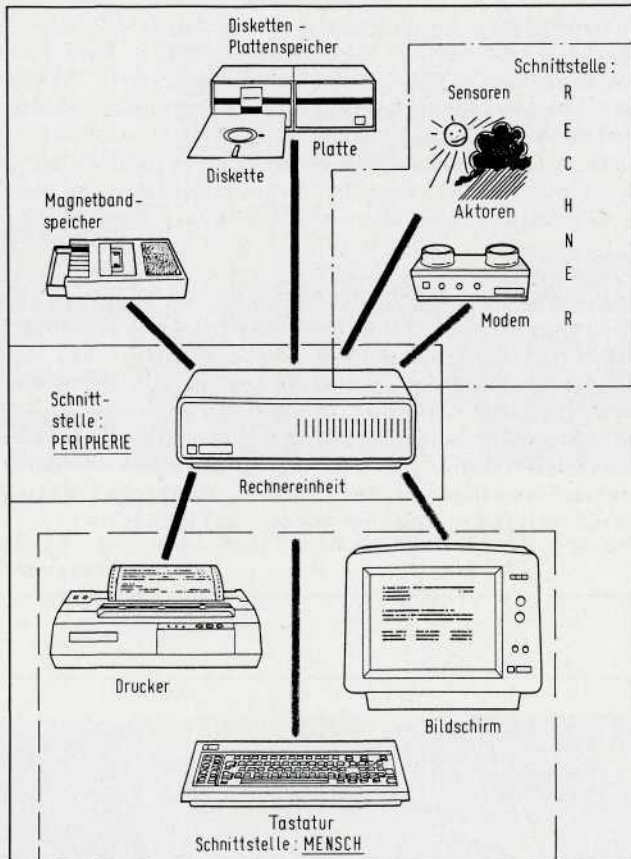 Disketten -
Plattenspeicher
Schnittstelle :
RECHNER
Sensoren
Platte
Diskette
Aktoren
Magnetband-
speicher
Modem
Schnitt-
stelle :
PERIPHERIE
Rechnereinheit
Drucker
Bildschirm
Tastatur
Schnittstelle : MENSCH